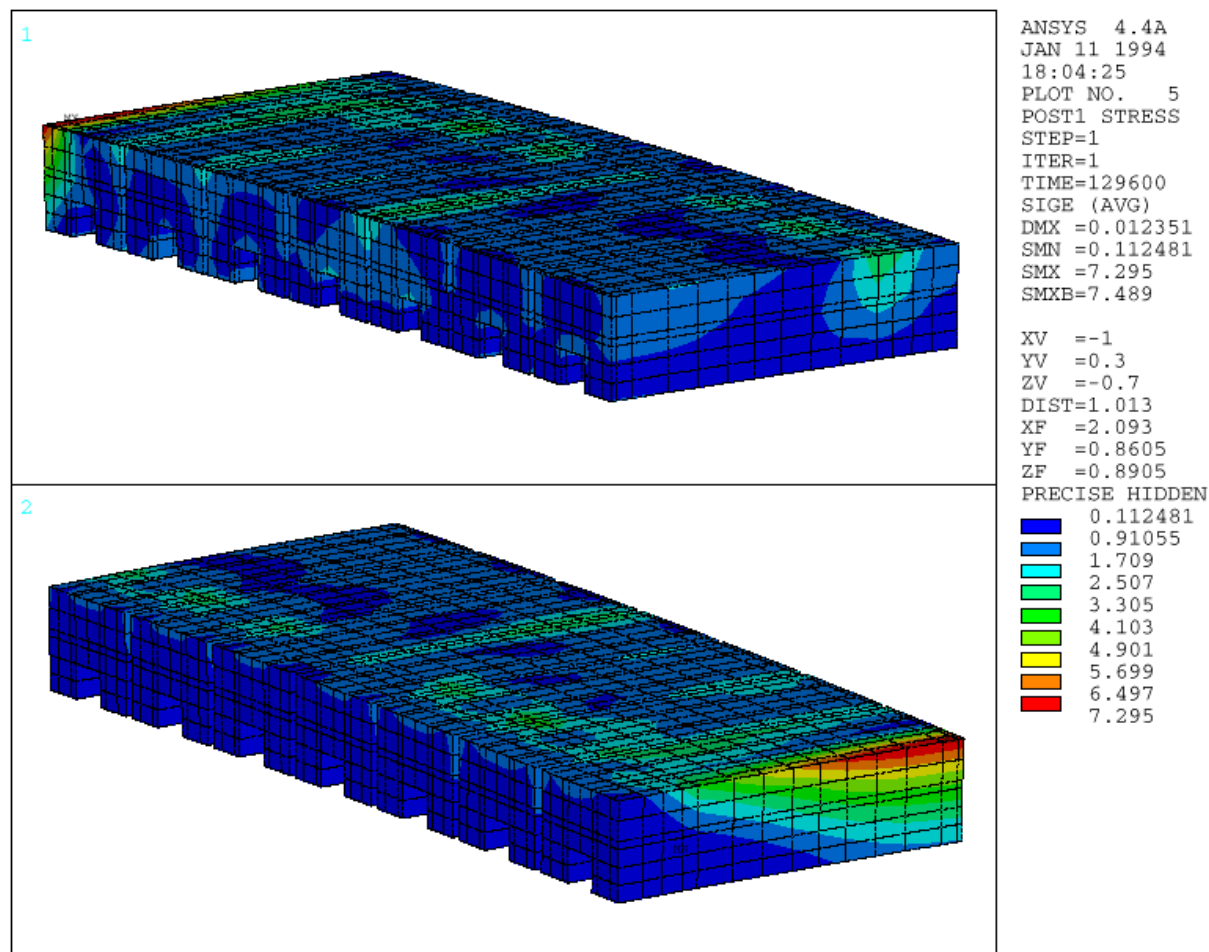 1
MX
2
ANSYS 4.4A
JAN 11 1994
18:04:25
PLOT NO. 5
POST1 STRESS
STEP=1
ITER=1
TIME=129600
SIGE (AVG)
DMX =0.012351
SMN =0.112481
SMX =7.295
SMXB=7.489
XV =-1
YV =0.3
ZV =-0.7
DIST=1.013
XF =2.093
YF =0.8605
ZF =0.8905
PRECISE HIDDEN
0.112481
0.91055
1.709
2.507
3.305
4.103
4.901
5.699
6.497
7.295